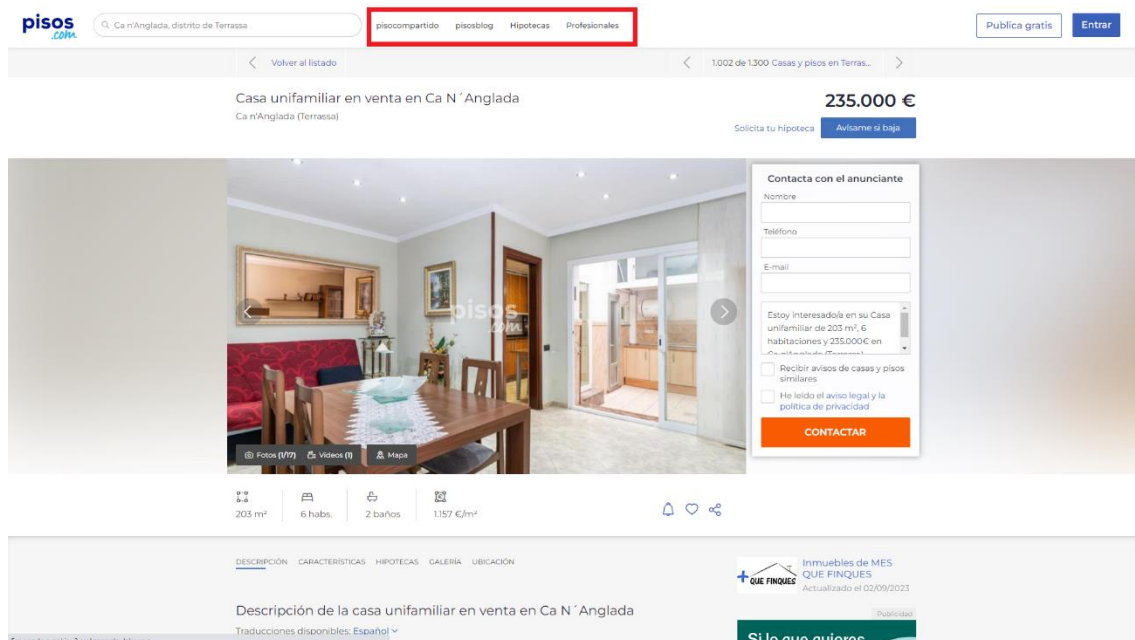 pisos
.com
Ca n'Anglada, distrito de Terrassa
pisocompartido pisosblog Hipotecas Profesionales
Publica gratis Entrar
Volver al listado
1.002 de 1.300 Casas y pisos en Terras...
Casa unifamiliar en venta en Ca N´Anglada
235.000 €
Ca n'Anglada (Terrassa)
Solicita tu hipoteca Avísame si baja
Contacta con el anunciante
Nombre
Teléfono
E-mail
pisos
.com
Estoy interesado/a en su Casa
unifamiliar de 203 m², 6
habitaciones y 235.000€ en
Ca n'Anglada (Terrassa)
Recibir avisos de casas y pisos
similares
He leído el aviso legal y la
política de privacidad
CONTACTAR
Fotos (1/17) Vídeos (1) Mapa
203 m² 6 habs. 2 baños 1.157 €/m²
DESCRIPCIÓN CARACTERÍSTICAS HIPOTECAS GALERÍA UBICACIÓN
QUE FINQUES
Inmuebles de MES
QUE FINQUES
Actualizado el 02/09/2023
Descripción de la casa unifamiliar en venta en Ca N´Anglada
Publicidad
Traducciones disponibles: Español
Si lo que quieres